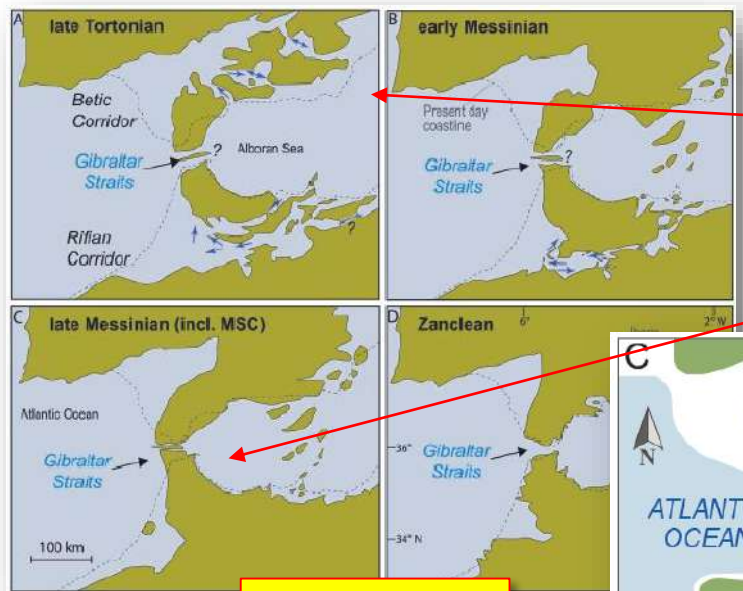 A
late Tortonian
Betic
Corridor
Gibraltar
Straits
?
Alboran Sea
Rifian
Corridor
?
B
early Messinian
Present day
coastline
Gibraltar
Straits
?
C
late Messinian (incl. MSC)
Atlantic Ocean
Gibraltar
Straits
100 km
D
Zanclean
6°
3°
2° W
Gibraltar
Straits
36°
34° N
C
N
ATLANT
OCEAN